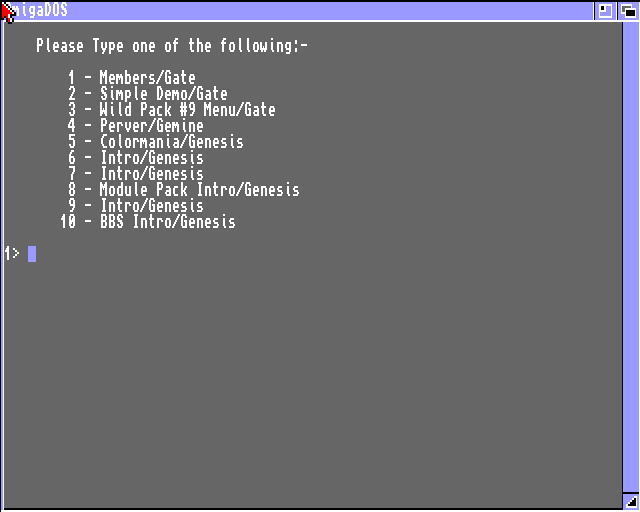 migaDOS
Please Type one of the following:-
1 - Members/Gate
2 - Simple Demo/Gate
3 - Wild Pack #9 Menu/Gate
4 - Perver/Gemine
5 - Colormania/Genesis
6 - Intro/Genesis
7 - Intro/Genesis
8 - Module Pack Intro/Genesis
9 - Intro/Genesis
10 - BBS Intro/Genesis
1>